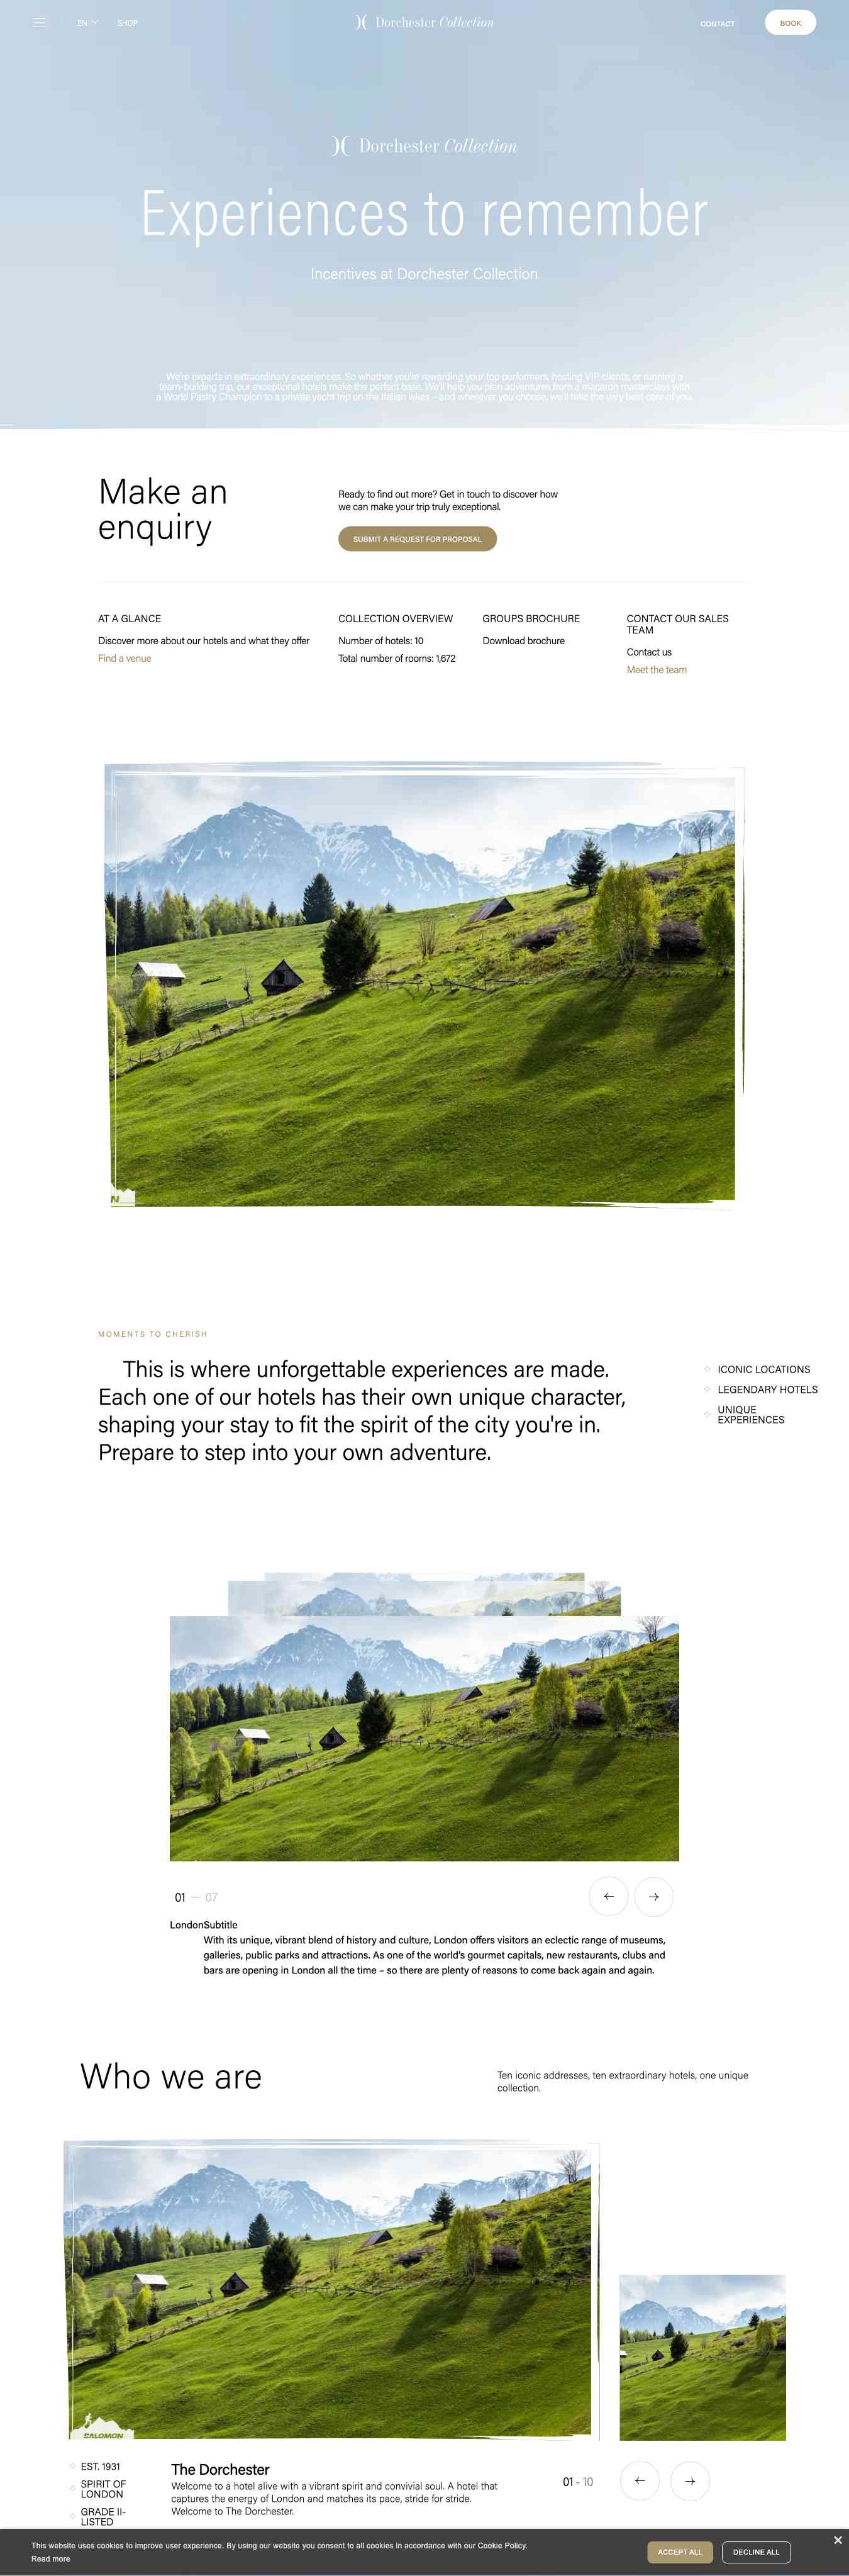 EN
SHOP
Dorchester Collection
CONTACT
BOOK
Dorchester Collection
Experiences to remember
Incentives at Dorchester Collection
We're experts in extraordinary experiences. So whether you're rewarding your top performers, hosting VIP clients, or running a
team-building trip, our exceptional hotels make the perfect base. We'll help you plan adventures from a macaron masterclass with
a World Pastry Champion to a private yacht trip on the Italian lakes – and wherever you choose, we'll take the very best care of you.
Make an
enquiry
Ready to find out more? Get in touch to discover how
we can make your trip truly exceptional.
SUBMIT A REQUEST FOR PROPOSAL
AT A GLANCE
Discover more about our hotels and what they offer
Find a venue
COLLECTION OVERVIEW
Number of hotels: 10
Total number of rooms: 1,672
GROUPS BROCHURE
Download brochure
CONTACT OUR SALES
TEAM
Contact us
Meet the team
N
MOMENTS TO CHERISH
This is where unforgettable experiences are made.
Each one of our hotels has their own unique character,
shaping your stay to fit the spirit of the city you're in.
Prepare to step into your own adventure.
ICONIC LOCATIONS
LEGENDARY HOTELS
UNIQUE
EXPERIENCES
01 — 07
LondonSubtitle
With its unique, vibrant blend of history and culture, London offers visitors an eclectic range of museums,
galleries, public parks and attractions. As one of the world's gourmet capitals, new restaurants, clubs and
bars are opening in London all the time – so there are plenty of reasons to come back again and again.
Who we are
Ten iconic addresses, ten extraordinary hotels, one unique
collection.
SALOMON
EST. 1931
SPIRIT OF
LONDON
GRADE II-
LISTED
The Dorchester
Welcome to a hotel alive with a vibrant spirit and convivial soul. A hotel that
captures the energy of London and matches its pace, stride for stride.
Welcome to The Dorchester.
01 - 10
This website uses cookies to improve user experience. By using our website you consent to all cookies in accordance with our Cookie Policy.
Read more
ACCEPT ALL
DECLINE ALL